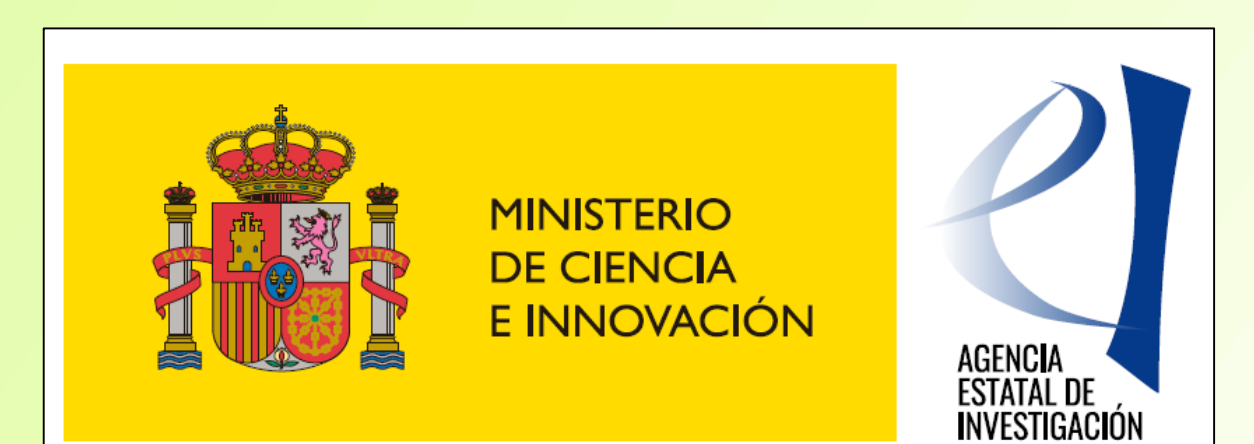 PLVS VLTRA
MINISTERIO
DE CIENCIA
E INNOVACIÓN
AGENCIA
ESTATAL DE
INVESTIGACIÓN